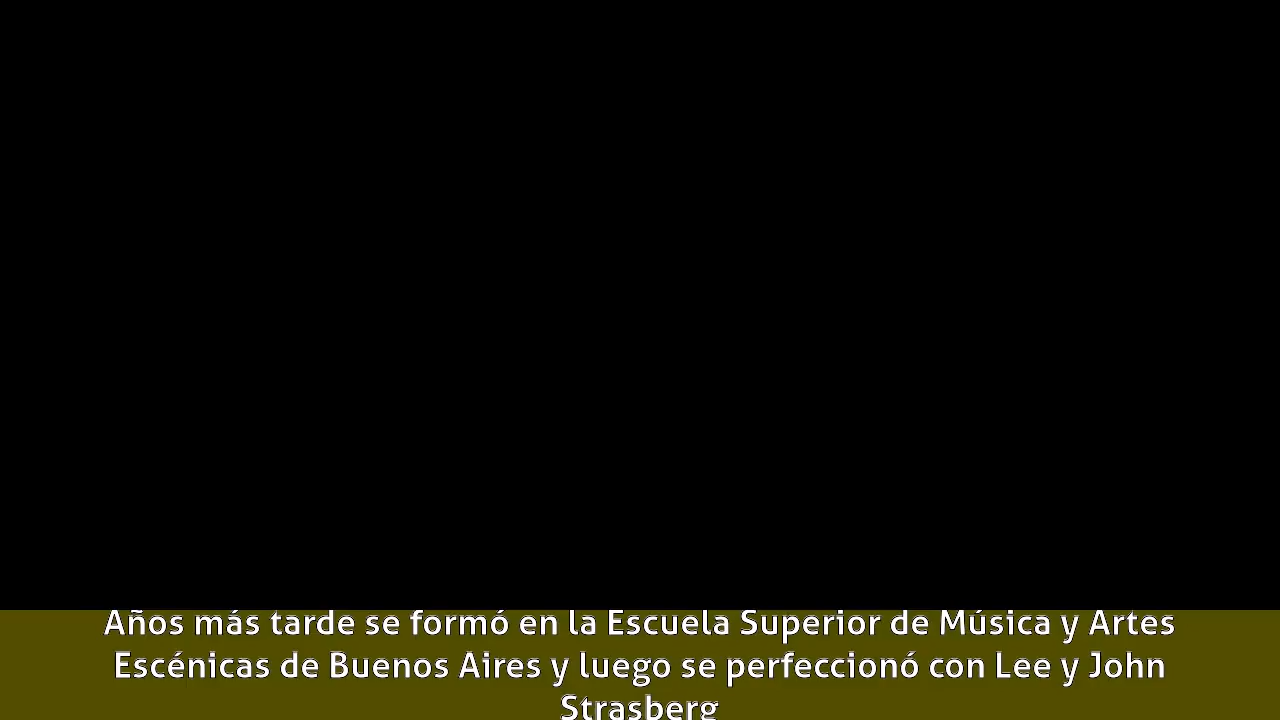 Años más tarde se formó en la Escuela Superior de Música y Artes
Escénicas de Buenos Aires y luego se perfeccionó con Lee y John
Strasberg